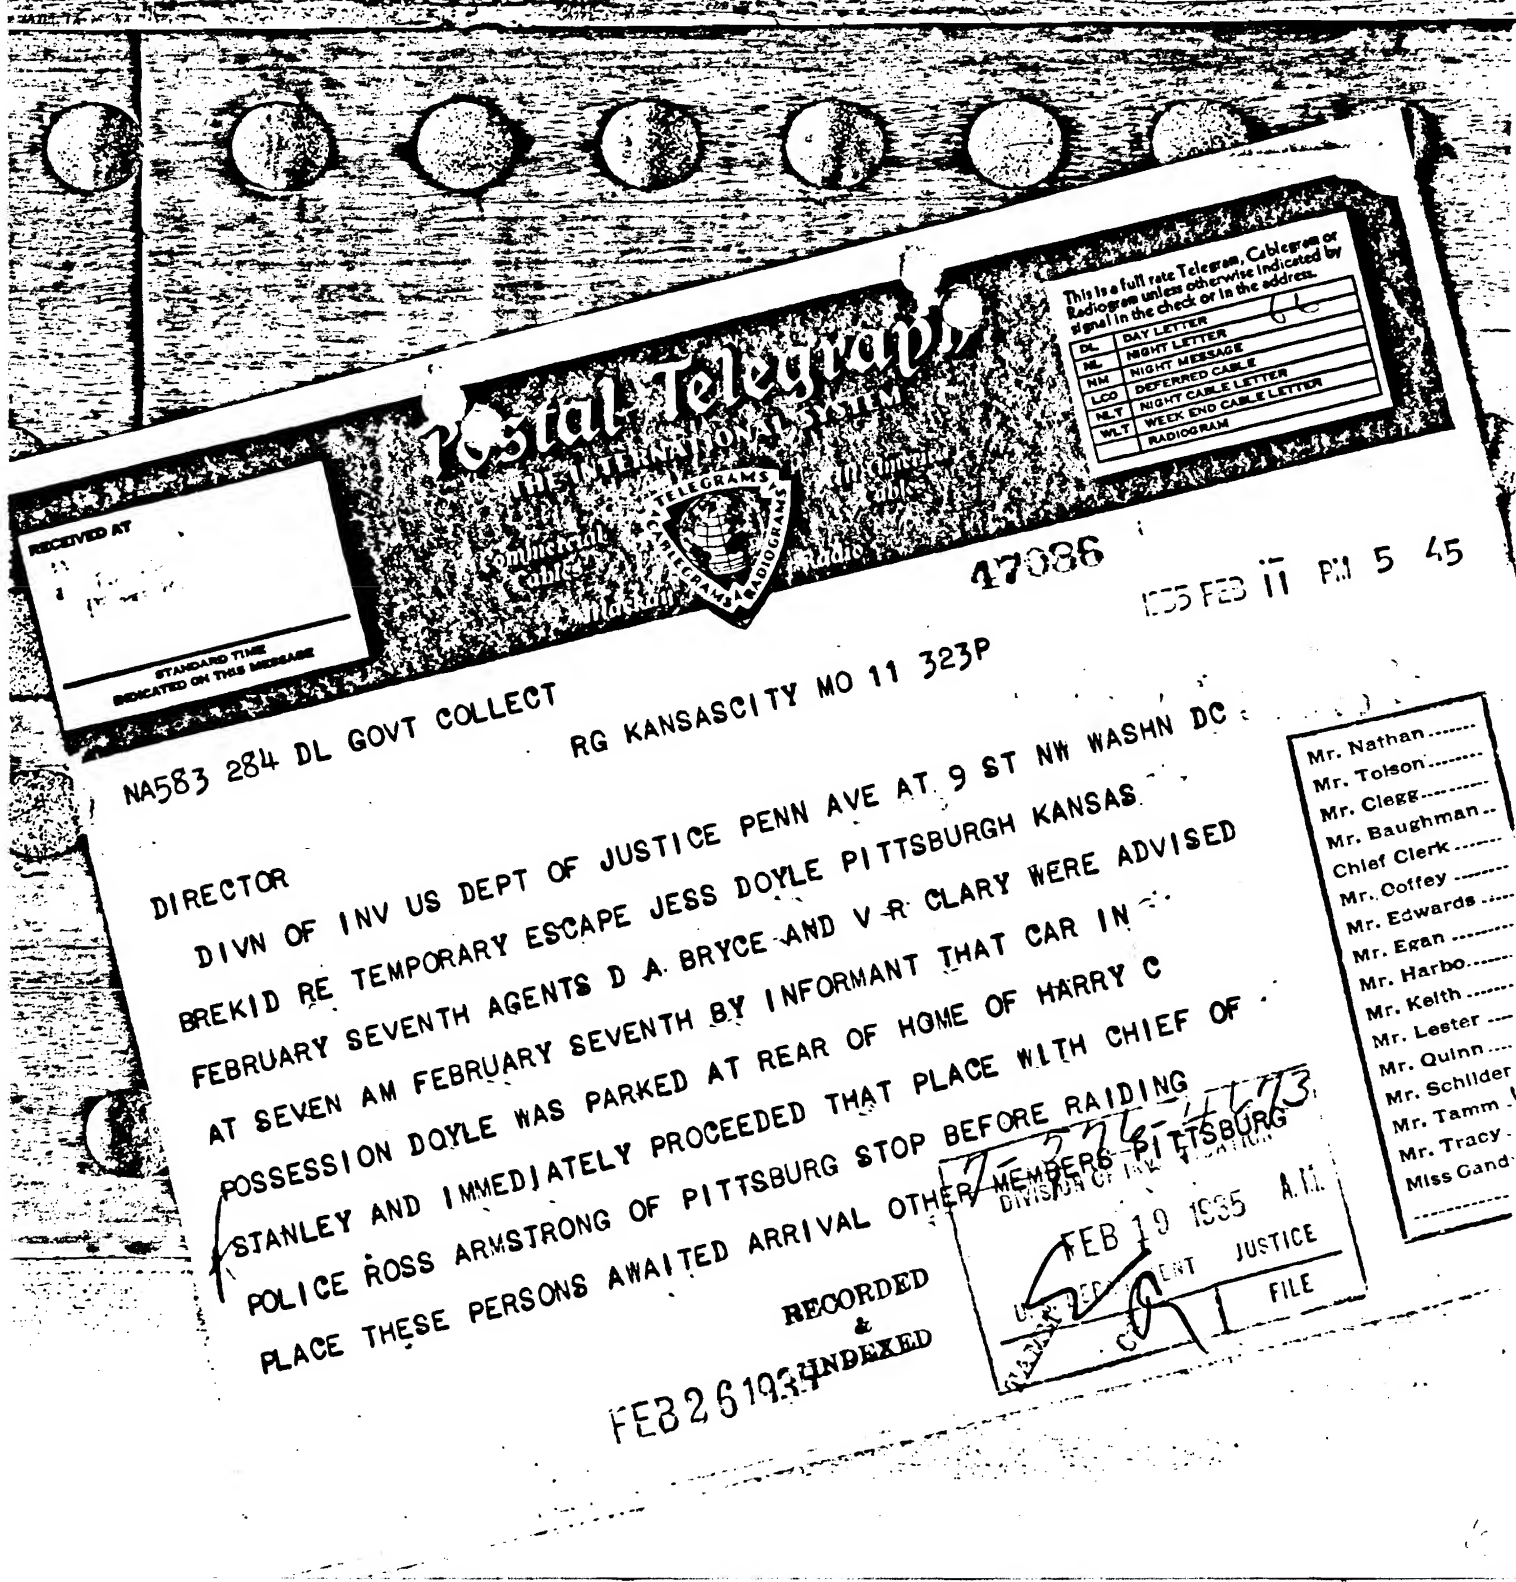 Postal Telegraph
THE INTERNATIONAL SYSTEM
Commercial Cables
All America Cables
Mackay Radio
TELEGRAMS
CABLEGRAMS
RADIOGRAMS
This is a full rate Telegram, Cablegram or
Radiogram unless otherwise indicated by
signal in the check or in the address.
DL DAY LETTER
NL NIGHT LETTER
NM NIGHT MESSAGE
LCO DEFERRED CABLE
NLT NIGHT CABLE LETTER
WLT WEEK END CABLE LETTER
RADIOGRAM
RECEIVED AT
STANDARD TIME
INDICATED ON THIS MESSAGE
47086
1935 FEB 11 PM 5 45
NA583 284 DL GOVT COLLECT
RG KANSASCITY MO 11 323P
DIRECTOR
DIVN OF INV US DEPT OF JUSTICE PENN AVE AT 9 ST NW WASHN DC
BREKID RE TEMPORARY ESCAPE JESS DOYLE PITTSBURGH KANSAS
FEBRUARY SEVENTH AGENTS D A BRYCE AND V R CLARY WERE ADVISED
AT SEVEN AM FEBRUARY SEVENTH BY INFORMANT THAT CAR IN
POSSESSION DOYLE WAS PARKED AT REAR OF HOME OF HARRY C
STANLEY AND IMMEDIATELY PROCEEDED THAT PLACE WITH CHIEF OF
POLICE ROSS ARMSTRONG OF PITTSBURG STOP BEFORE RAIDING
PLACE THESE PERSONS AWAITED ARRIVAL OTHER MEMBERS PITTSBURG
Mr. Nathan
Mr. Tolson
Mr. Clegg
Mr. Baughman
Chief Clerk
Mr. Coffey
Mr. Edwards
Mr. Egan
Mr. Harbo
Mr. Keith
Mr. Lester
Mr. Quinn
Mr. Schilder
Mr. Tamm
Mr. Tracy
Miss Gand
RECORDED
&
INDEXED
FEB 26 1935
DIVISION OF INVESTIGATION
FEB 19 1935 A.M.
U.S. DEPARTMENT JUSTICE
FILE